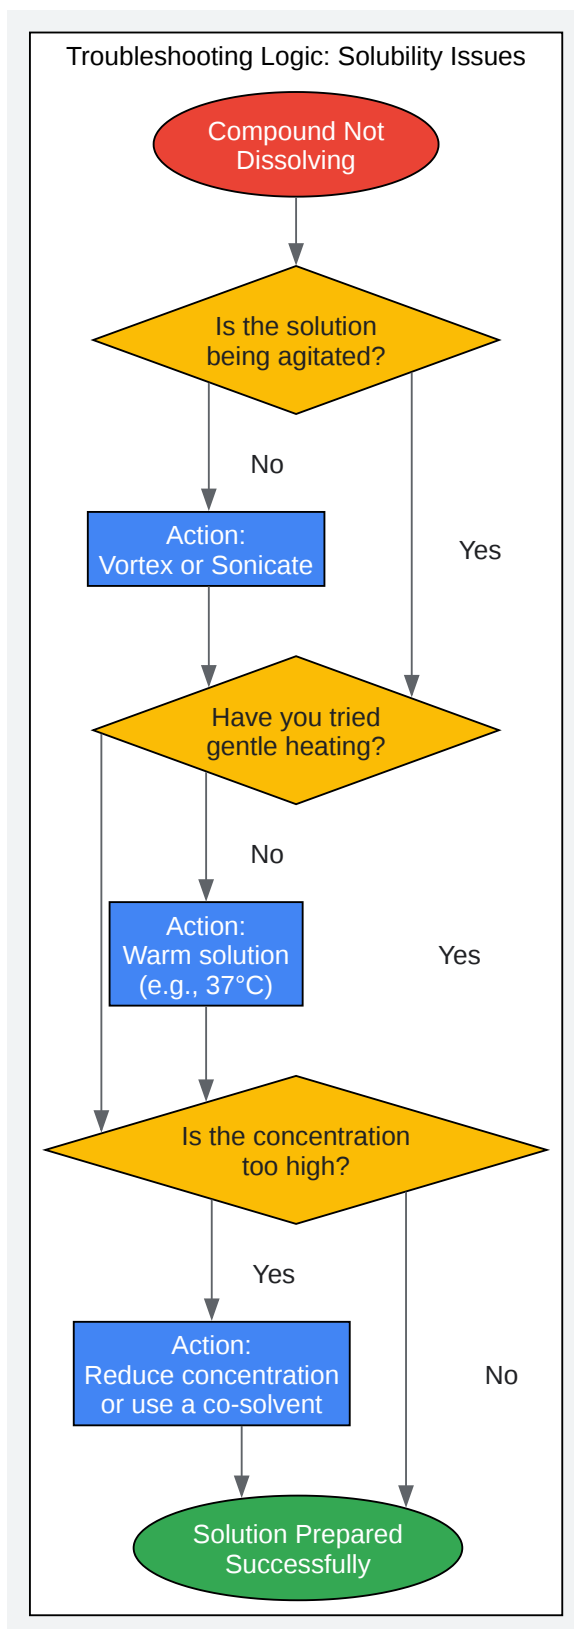 Troubleshooting Logic: Solubility Issues
Compound Not
Dissolving
Is the solution
being agitated?
No
Action:
Vortex or Sonicate
Yes
Have you tried
gentle heating?
No
Action:
Warm solution
(e.g., 37°C)
Yes
Is the concentration
too high?
Yes
Action:
Reduce concentration
or use a co-solvent
No
Solution Prepared
Successfully